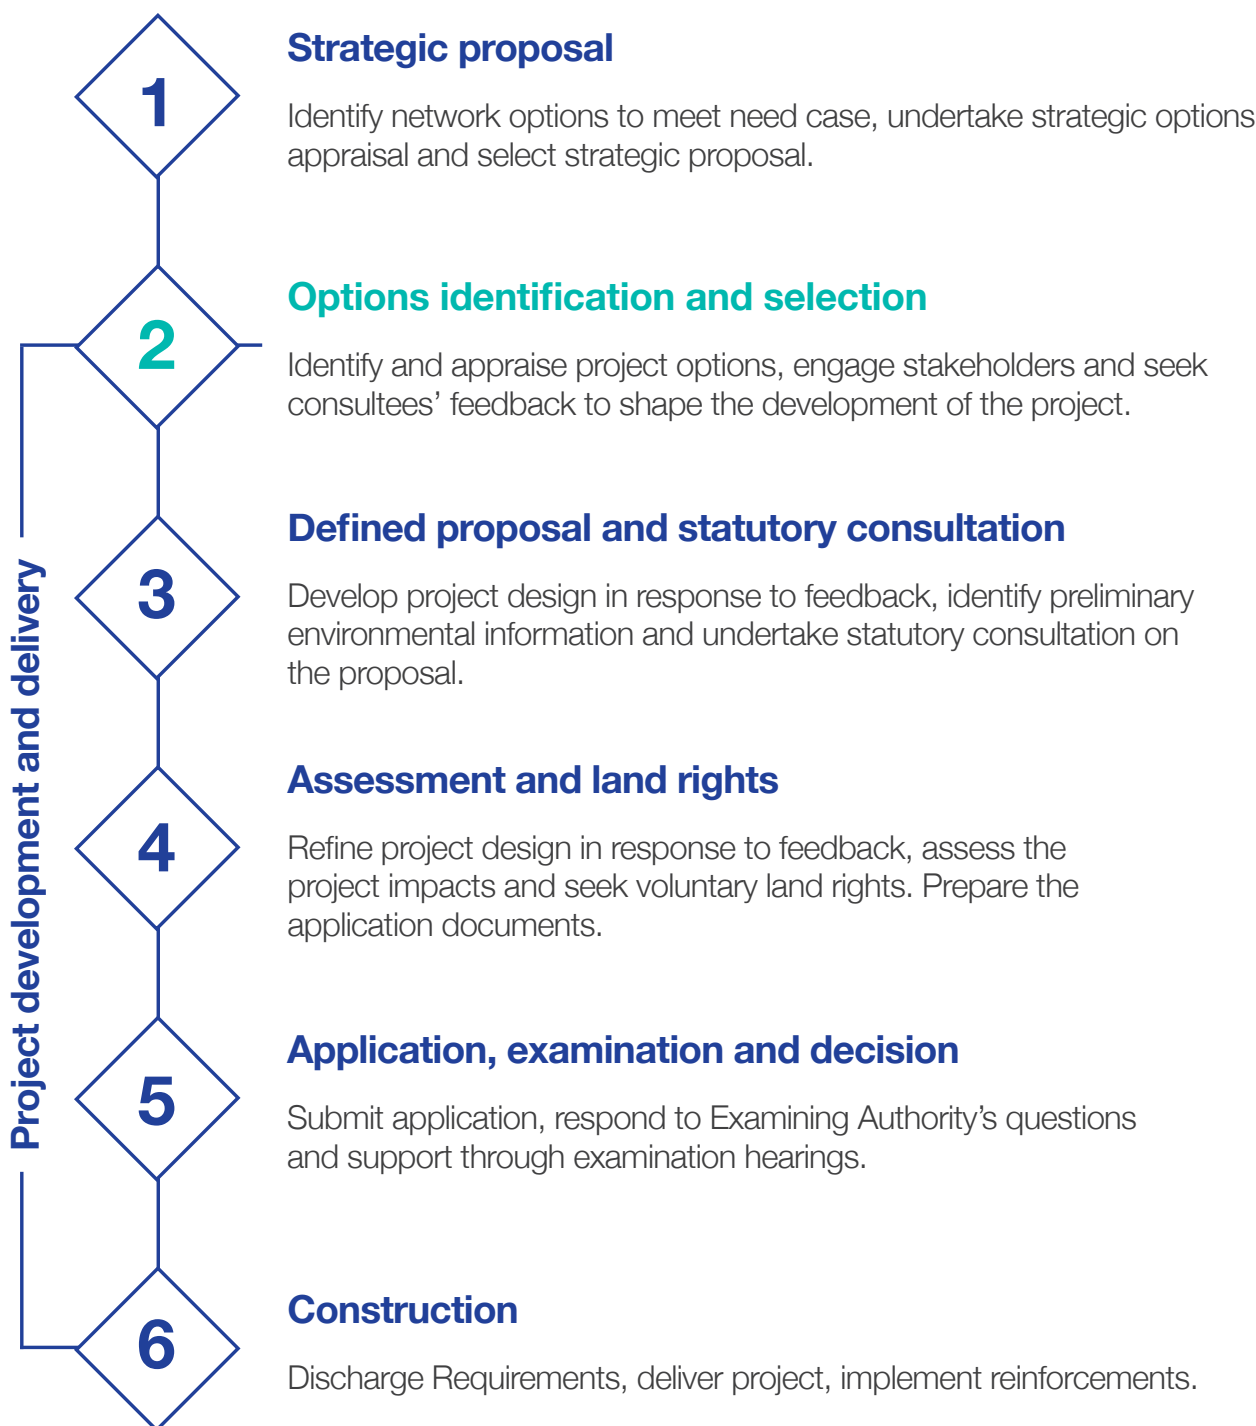 1
Strategic proposal
Identify network options to meet need case, undertake strategic options
appraisal and select strategic proposal.
2
Options identification and selection
Identify and appraise project options, engage stakeholders and seek
consultees’ feedback to shape the development of the project.
Project development and delivery
3
Defined proposal and statutory consultation
Develop project design in response to feedback, identify preliminary
environmental information and undertake statutory consultation on
the proposal.
4
Assessment and land rights
Refine project design in response to feedback, assess the
project impacts and seek voluntary land rights. Prepare the
application documents.
5
Application, examination and decision
Submit application, respond to Examining Authority’s questions
and support through examination hearings.
6
Construction
Discharge Requirements, deliver project, implement reinforcements.